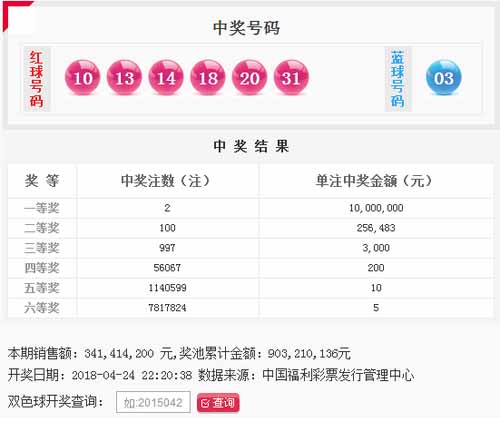 中奖号码
红球号码 10 13 14 18 20 31 蓝球号码 03
中 奖 结 果
奖 等 中奖注数（注） 单注中奖金额（元）
一等奖 2 10,000,000
二等奖 100 256,483
三等奖 997 3,000
四等奖 56067 200
五等奖 1140599 10
六等奖 7817824 5
本期销售额：341,414,200 元,奖池累计金额：903,210,136元
开奖日期：2018-04-24 22:20:38 数据来源：中国福利彩票发行管理中心
双色球开奖查询： 如:2015042 查询